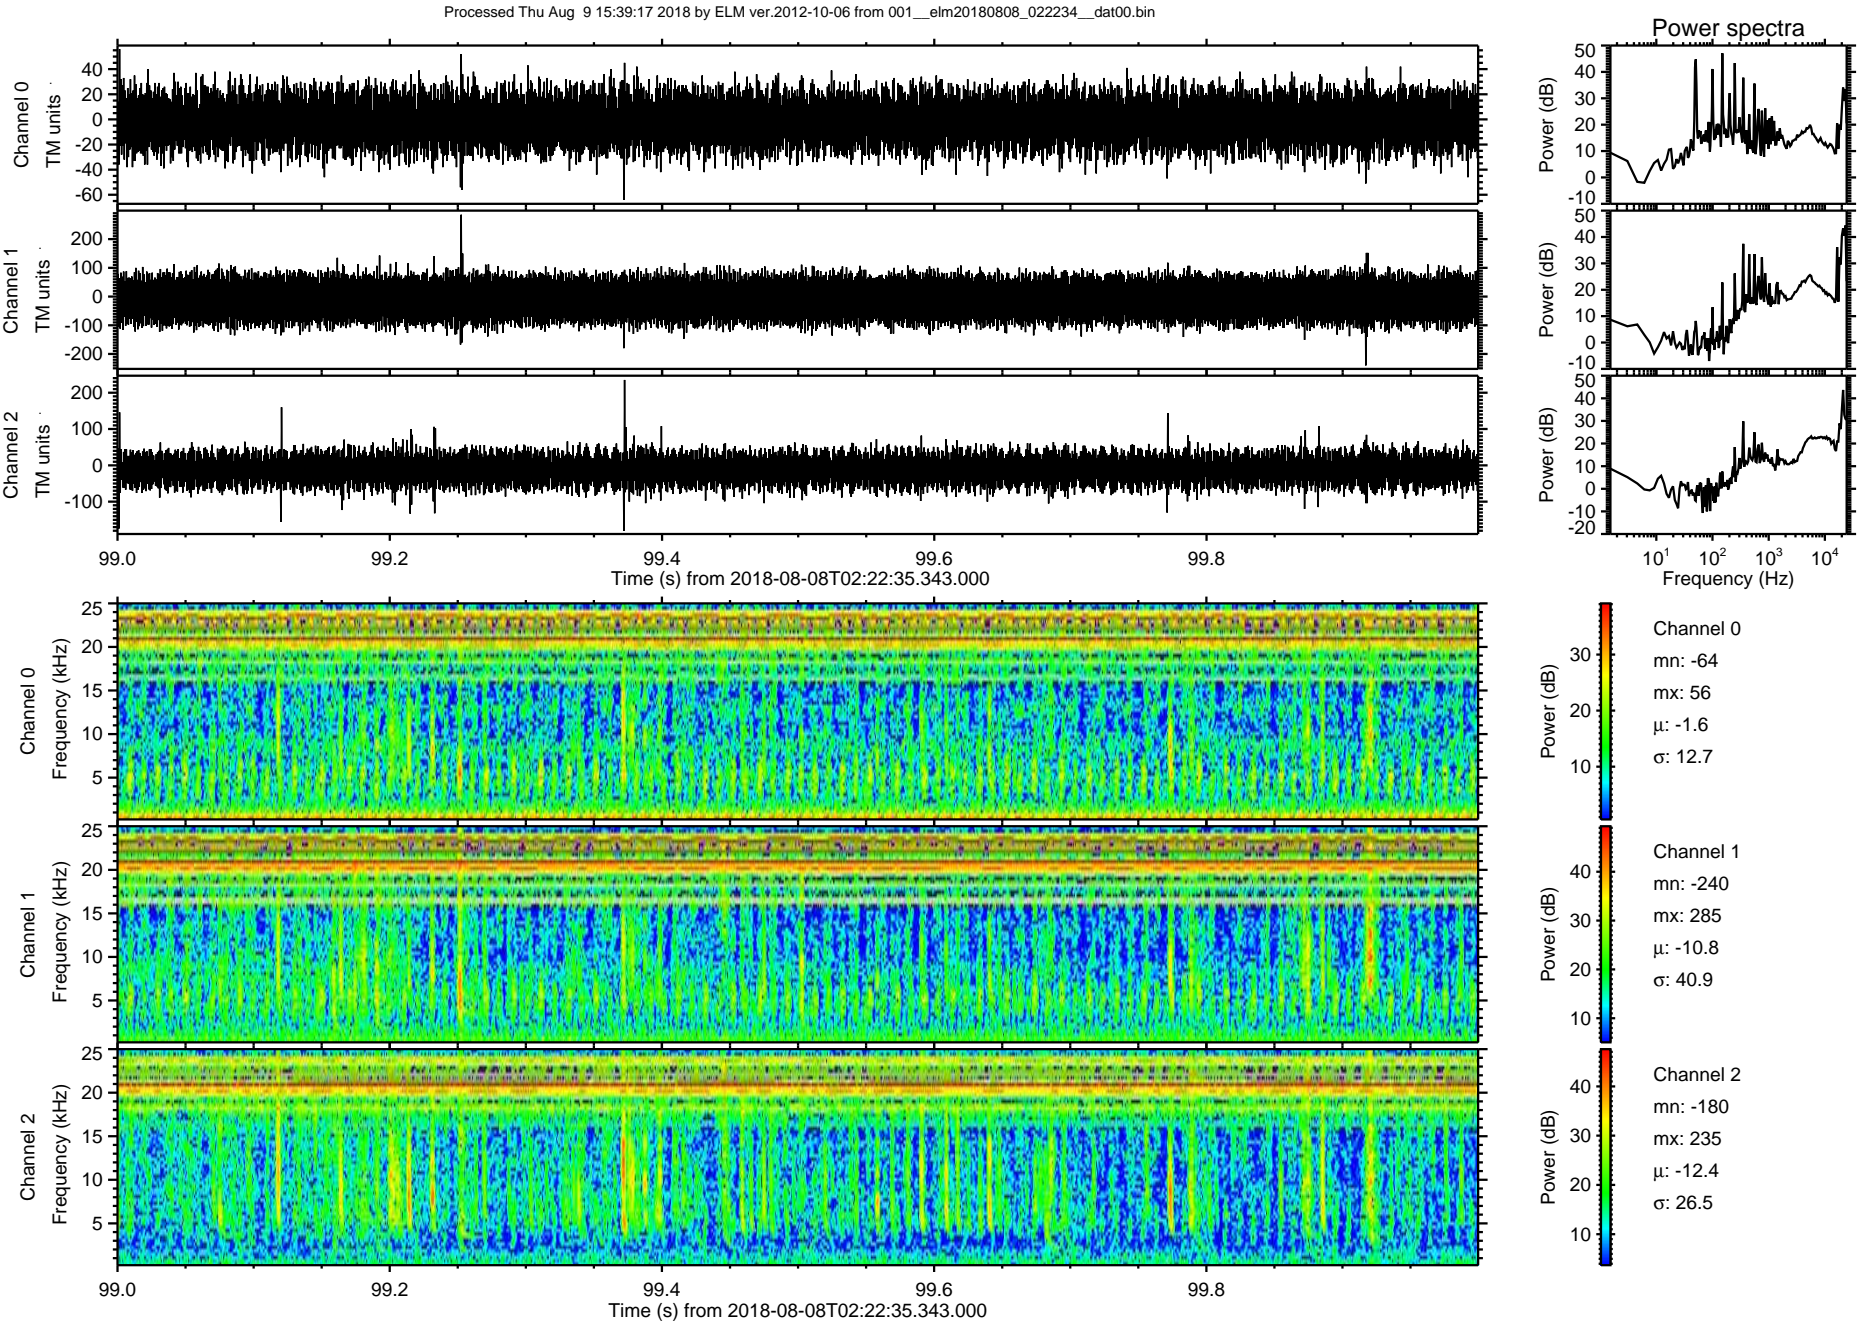 Processed Thu Aug  9 15:39:17 2018 by ELM ver.2012-10-06 from 001__elm20180808_022234__dat00.bin
Power spectra
Channel 0
TM units
40
20
0
-20
-40
-60
Power (dB)
50
40
30
20
10
0
-10
Channel 1
TM units
200
100
0
-100
-200
Power (dB)
50
40
30
20
10
0
-10
Channel 2
TM units
200
100
0
-100
Power (dB)
50
40
30
20
10
0
-10
-20
99.0 99.2 99.4 99.6 99.8
Time (s) from 2018-08-08T02:22:35.343.000
10^1 10^2 10^3 10^4
Frequency (Hz)
Channel 0
Frequency (kHz)
25
20
15
10
5
Power (dB)
30
20
10
Channel 0
mn: -64
mx: 56
μ: -1.6
σ: 12.7
Channel 1
Frequency (kHz)
25
20
15
10
5
Power (dB)
40
30
20
10
Channel 1
mn: -240
mx: 285
μ: -10.8
σ: 40.9
Channel 2
Frequency (kHz)
25
20
15
10
5
Power (dB)
40
30
20
10
Channel 2
mn: -180
mx: 235
μ: -12.4
σ: 26.5
99.0 99.2 99.4 99.6 99.8
Time (s) from 2018-08-08T02:22:35.343.000